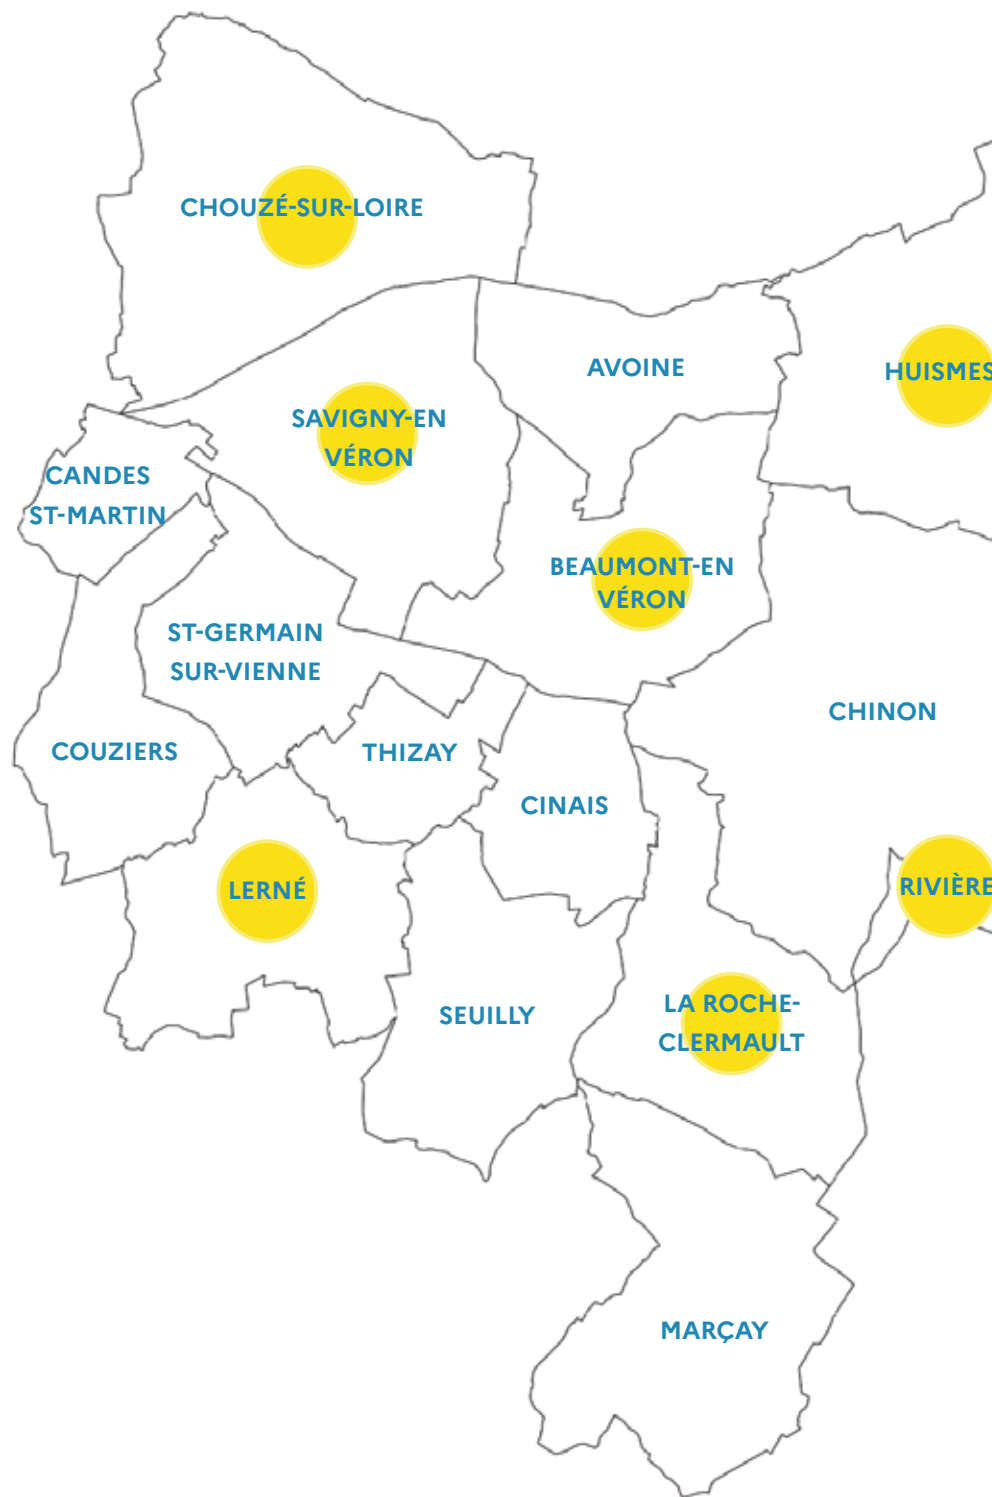 CHOUZÉ-SUR-LOIRE
AVOINE
HUISMES
SAVIGNY-EN
VÉRON
CANDES
ST-MARTIN
BEAUMONT-EN
VÉRON
ST-GERMAIN
SUR-VIENNE
CHINON
COUZIERS
THIZAY
CINAIS
LERNÉ
RIVIÈRE
LA ROCHE-
CLERMAULT
SEUILLY
MARÇAY